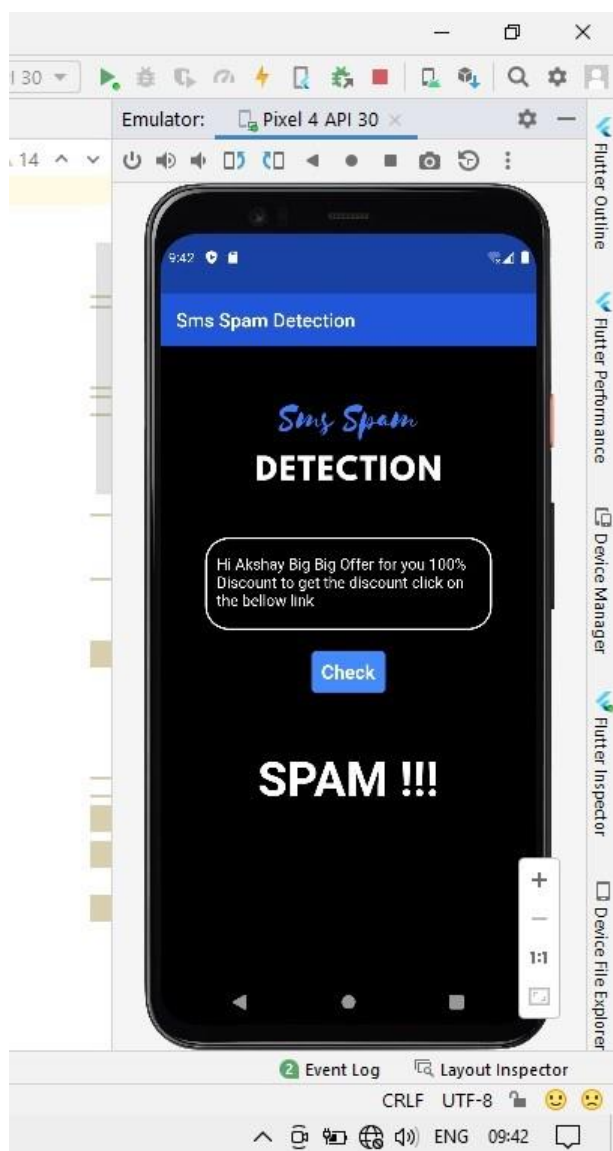 I 30
Emulator:
Pixel 4 API 30
14
9:42
Sms Spam Detection
Sms Spam
DETECTION
Hi Akshay Big Big Offer for you 100%
Discount to get the discount click on
the bellow link
Check
SPAM !!!
1:1
Flutter Outline
Flutter Performance
Device Manager
Flutter Inspector
Device File Explorer
2 Event Log
Layout Inspector
CRLF UTF-8
ENG 09:42